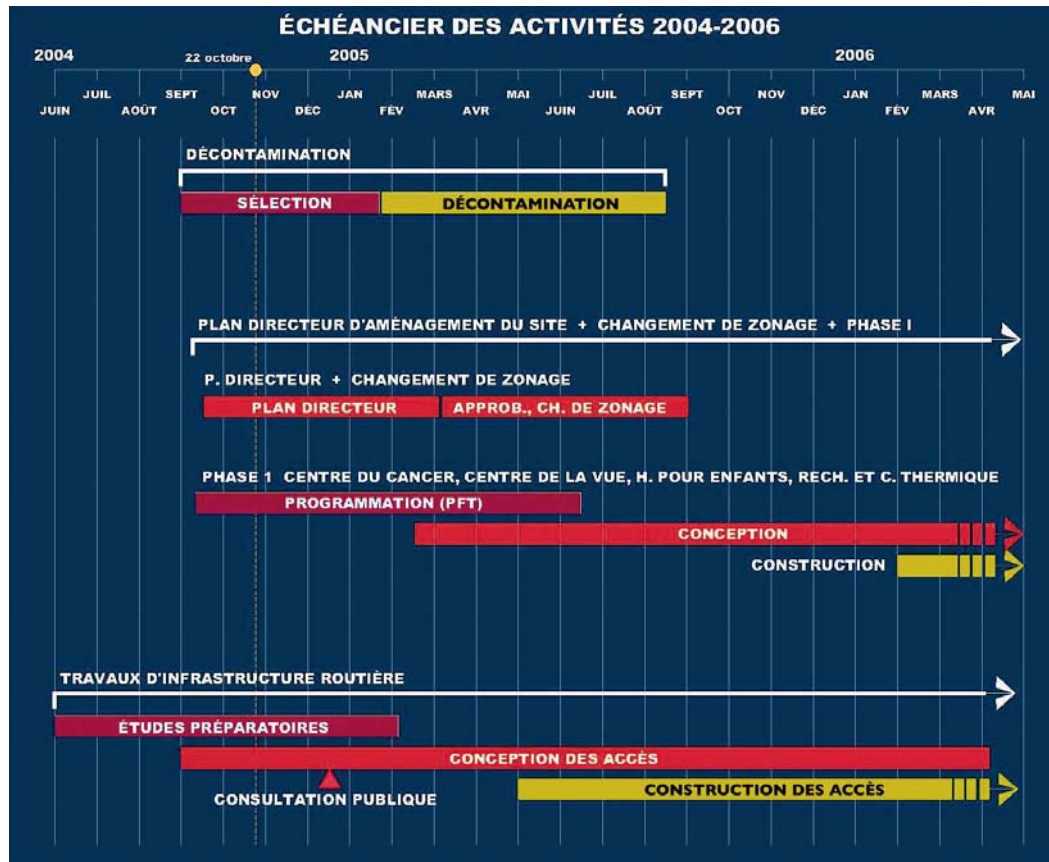 ÉCHÉANCIER DES ACTIVITÉS 2004-2006
2004 22 octobre 2005 2006
JUIL SEPT NOV JAN MARS MAI JUIL SEPT NOV JAN MARS MAI
JUIN AOÛT OCT DÉC FÉV AVR JUIN AOÛT OCT DÉC FÉV AVR
DÉCONTAMINATION
SÉLECTION DÉCONTAMINATION
PLAN DIRECTEUR D'AMÉNAGEMENT DU SITE + CHANGEMENT DE ZONAGE + PHASE I
P. DIRECTEUR + CHANGEMENT DE ZONAGE
PLAN DIRECTEUR APPROB., CH. DE ZONAGE
PHASE 1 CENTRE DU CANCER, CENTRE DE LA VUE, H. POUR ENFANTS, RECH. ET C. THERMIQUE
PROGRAMMATION (PFT)
CONCEPTION
CONSTRUCTION
TRAVAUX D'INFRASTRUCTURE ROUTIÈRE
ÉTUDES PRÉPARATOIRES
CONCEPTION DES ACCÈS
CONSULTATION PUBLIQUE CONSTRUCTION DES ACCÈS